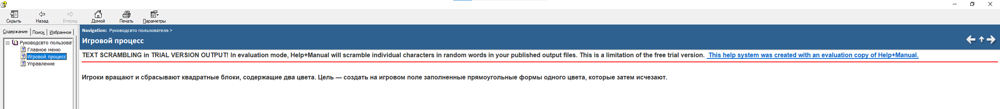 Скрыть Назад Вперед Домой Печать Параметры
Содержание Поиск Избранное
Руководсвто пользоват
Главное меню
Игровой процесс
Управление
Navigation: Руководсвто пользователя >
Игровой процесс
TEXT SCRAMBLING in TRIAL VERSION OUTPUT! In evaluation mode, Help+Manual will scramble individual characters in random words in your published output files. This is a limitation of the free trial version. This help system was created with an evaluation copy of Help+Manual.
Игроки вращают и сбрасывают квадратные блоки, содержащие два цвета. Цель — создать на игровом поле заполненные прямоугольные формы одного цвета, которые затем исчезают.